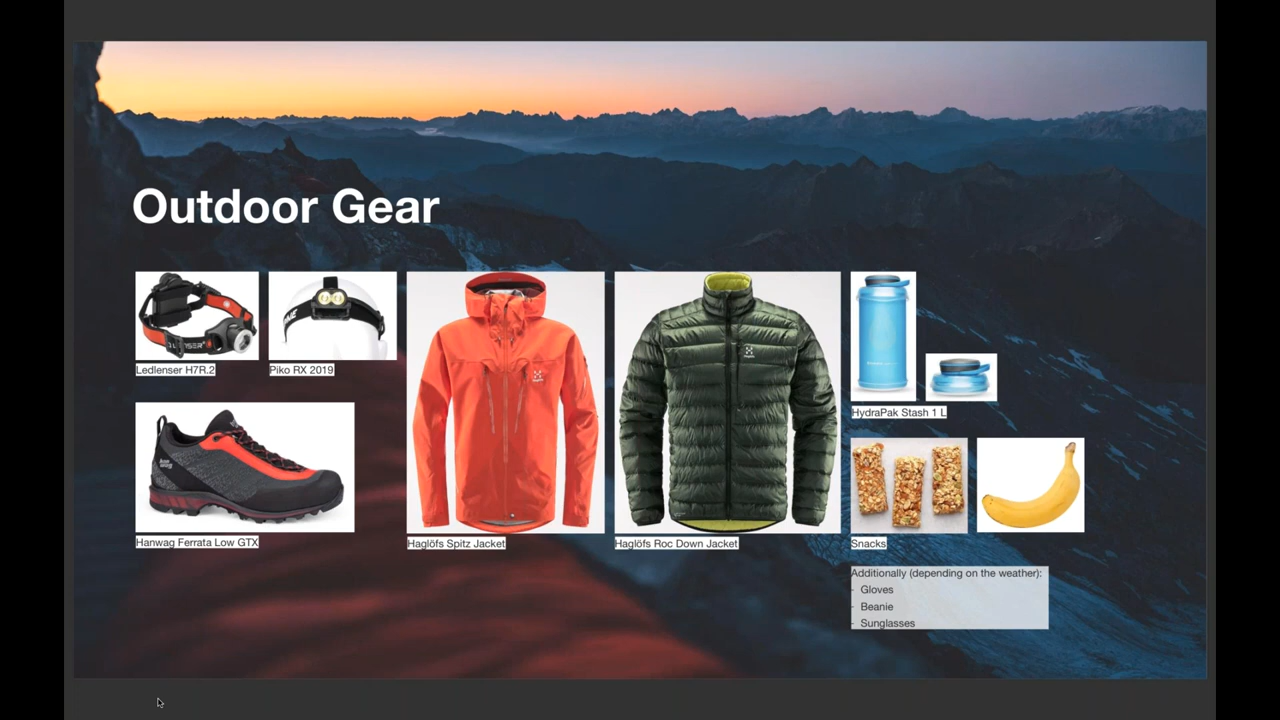 Outdoor Gear
Ledlenser H7R.2
Piko RX 2019
Hanwag Ferrata Low GTX
Haglöfs Spitz Jacket
Haglöfs Roc Down Jacket
HydraPak Stash 1 L
Snacks
Additionally (depending on the weather):
- Gloves
- Beanie
- Sunglasses